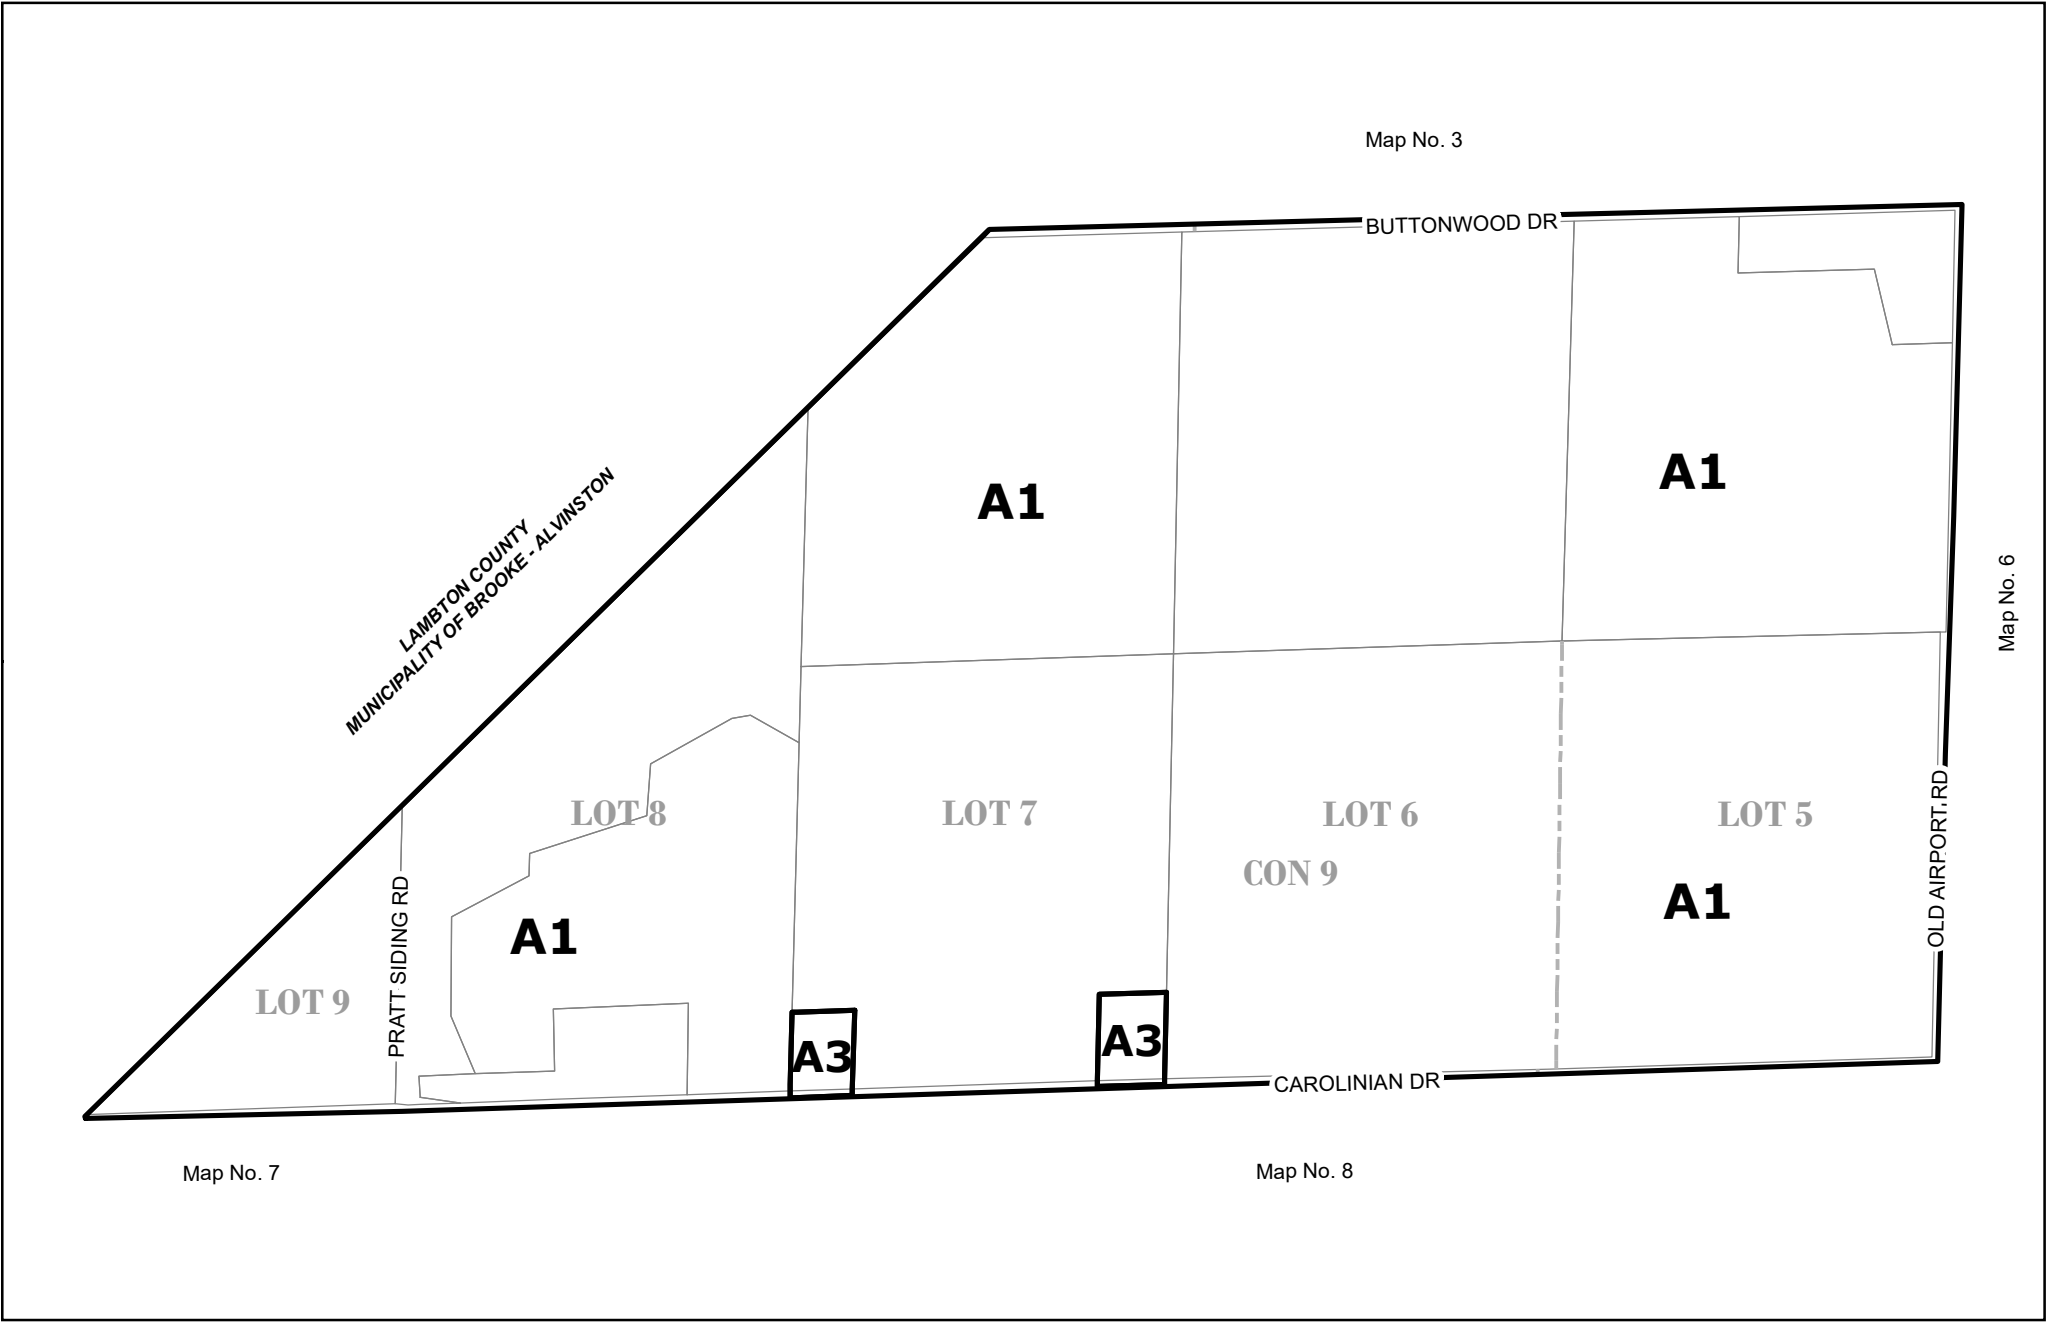 Map No. 3
BUTTONWOOD DR
A1
A1
LAMBTON COUNTY
MUNICIPALITY OF BROOKE - ALVINSTON
Map No. 6
LOT 8
LOT 7
LOT 6
LOT 5
CON 9
OLD AIRPORT RD
A1
A1
LOT 9
PRATT SIDING RD
A3
A3
CAROLINIAN DR
Map No. 7
Map No. 8